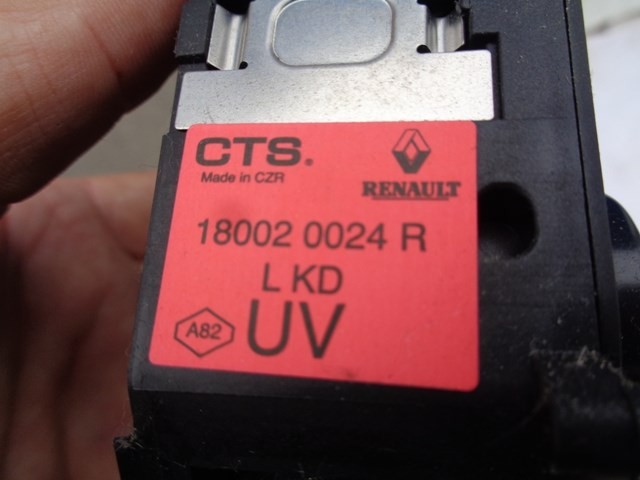 CTS.
Made in CZR
RENAULT
18002 0024 R
L KD
A82
UV